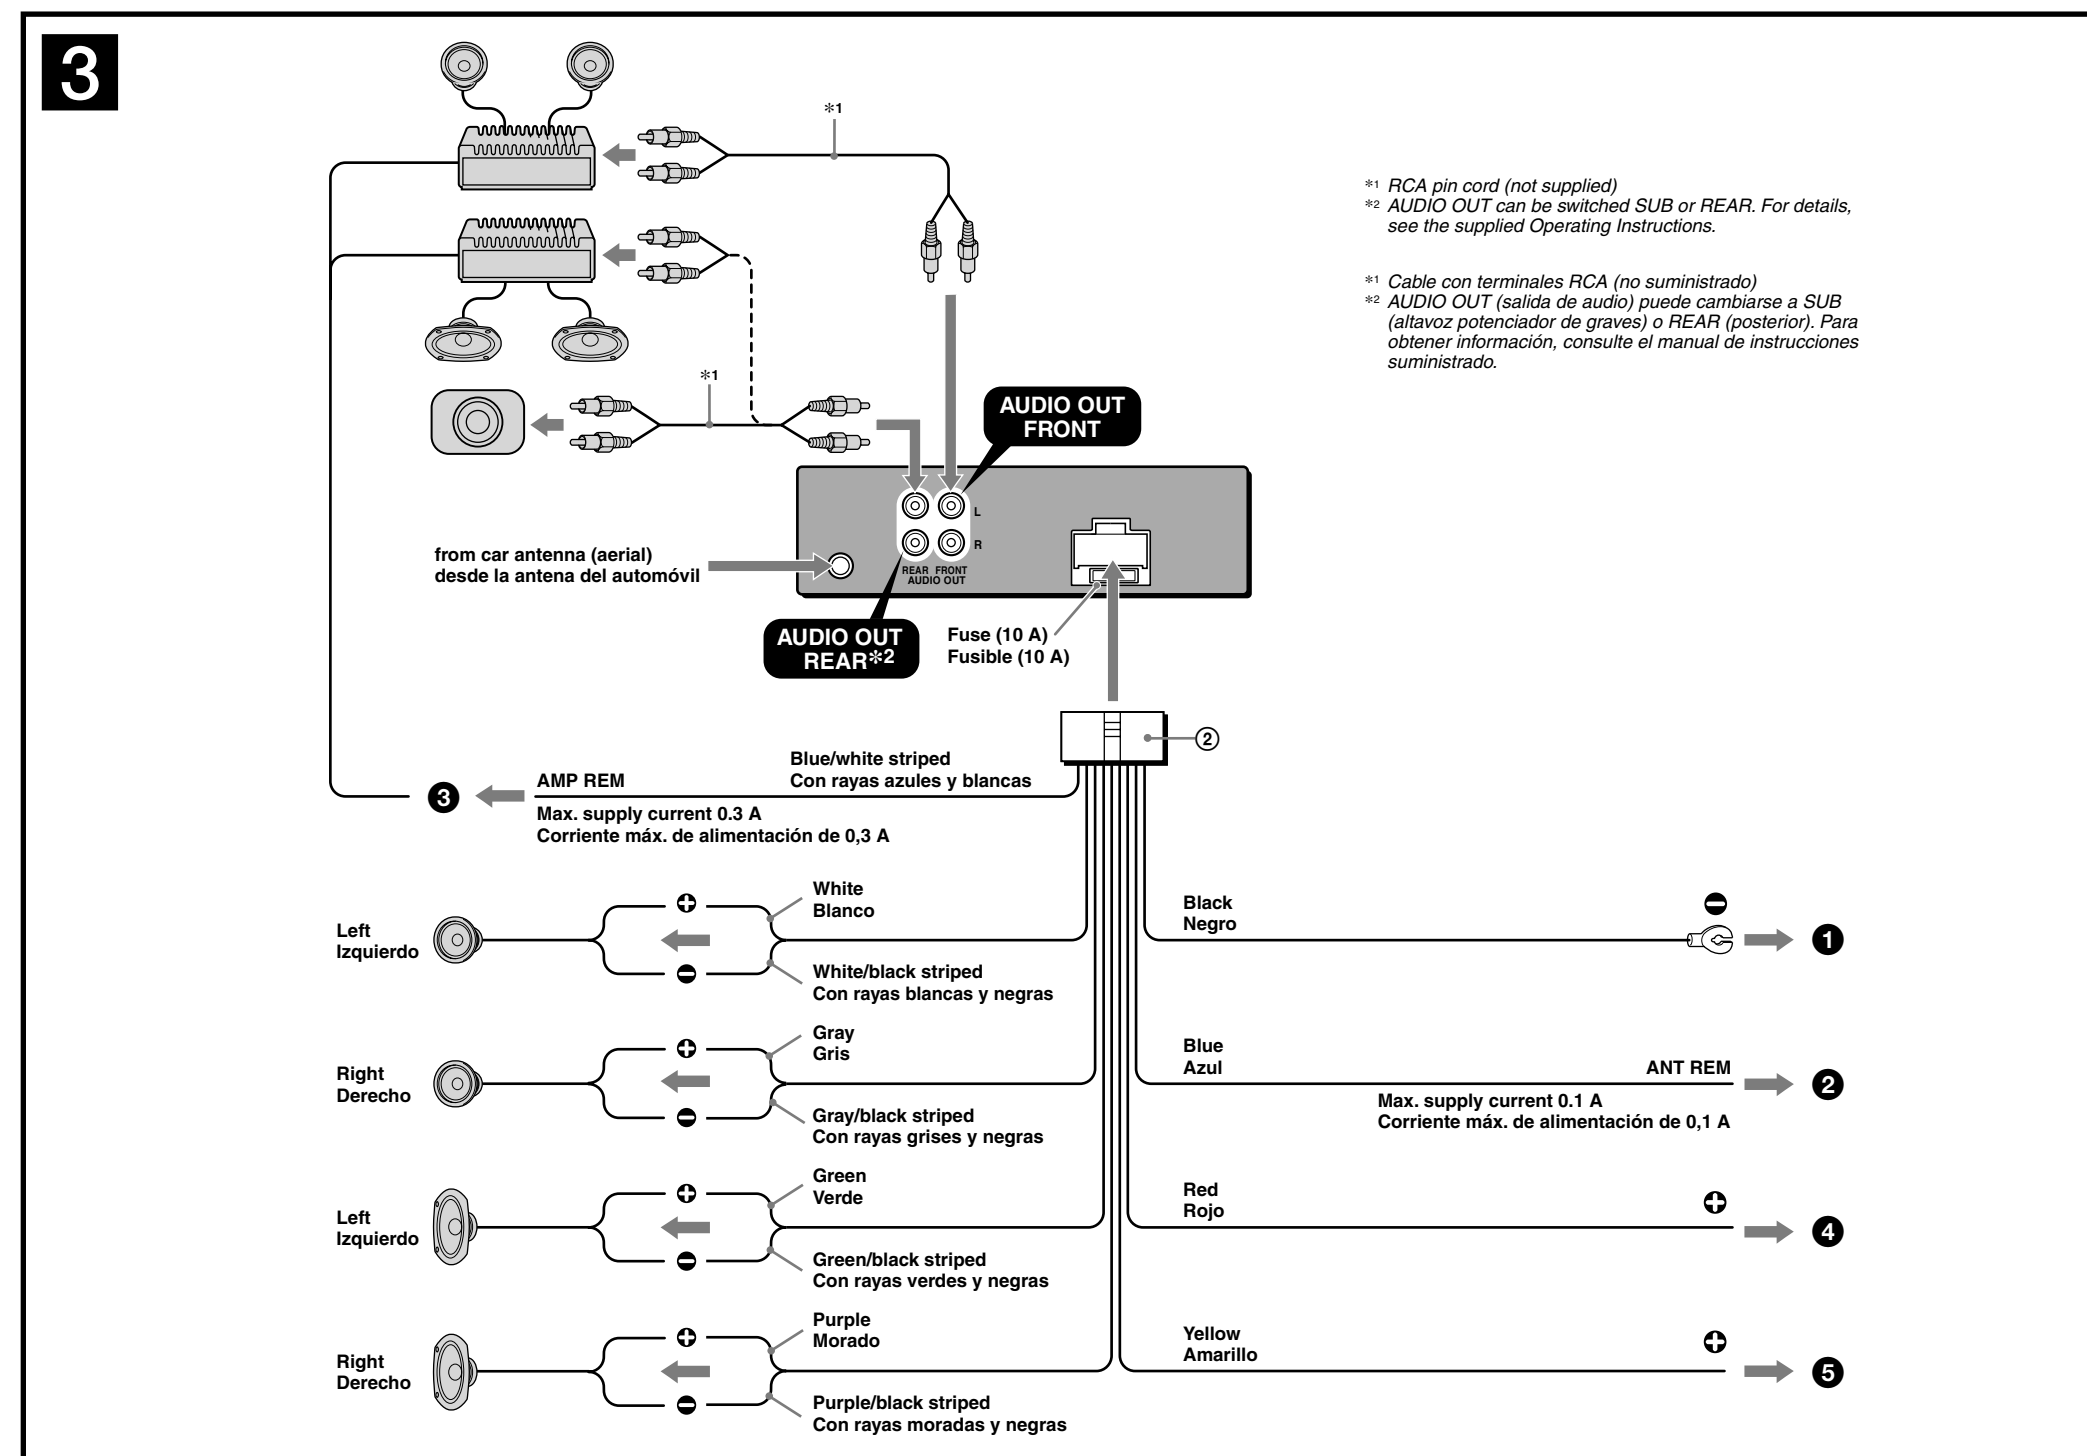 3
*1
*1 RCA pin cord (not supplied)
*2 AUDIO OUT can be switched SUB or REAR. For details,
see the supplied Operating Instructions.
*1 Cable con terminales RCA (no suministrado)
*2 AUDIO OUT (salida de audio) puede cambiarse a SUB
(altavoz potenciador de graves) o REAR (posterior). Para
obtener información, consulte el manual de instrucciones
suministrado.
*1
AUDIO OUT
FRONT
L
R
REAR FRONT
AUDIO OUT
from car antenna (aerial)
desde la antena del automóvil
AUDIO OUT
REAR*2
Fuse (10 A)
Fusible (10 A)
②
Blue/white striped
Con rayas azules y blancas
AMP REM
❸
Max. supply current 0.3 A
Corriente máx. de alimentación de 0,3 A
Left
Izquierdo
+
White
Blanco
−
White/black striped
Con rayas blancas y negras
Black
Negro
−
❶
Right
Derecho
+
Gray
Gris
−
Gray/black striped
Con rayas grises y negras
Blue
Azul
ANT REM
❷
Max. supply current 0.1 A
Corriente máx. de alimentación de 0,1 A
Left
Izquierdo
+
Green
Verde
−
Green/black striped
Con rayas verdes y negras
Red
Rojo
+
❹
Right
Derecho
+
Purple
Morado
−
Purple/black striped
Con rayas moradas y negras
Yellow
Amarillo
+
❺